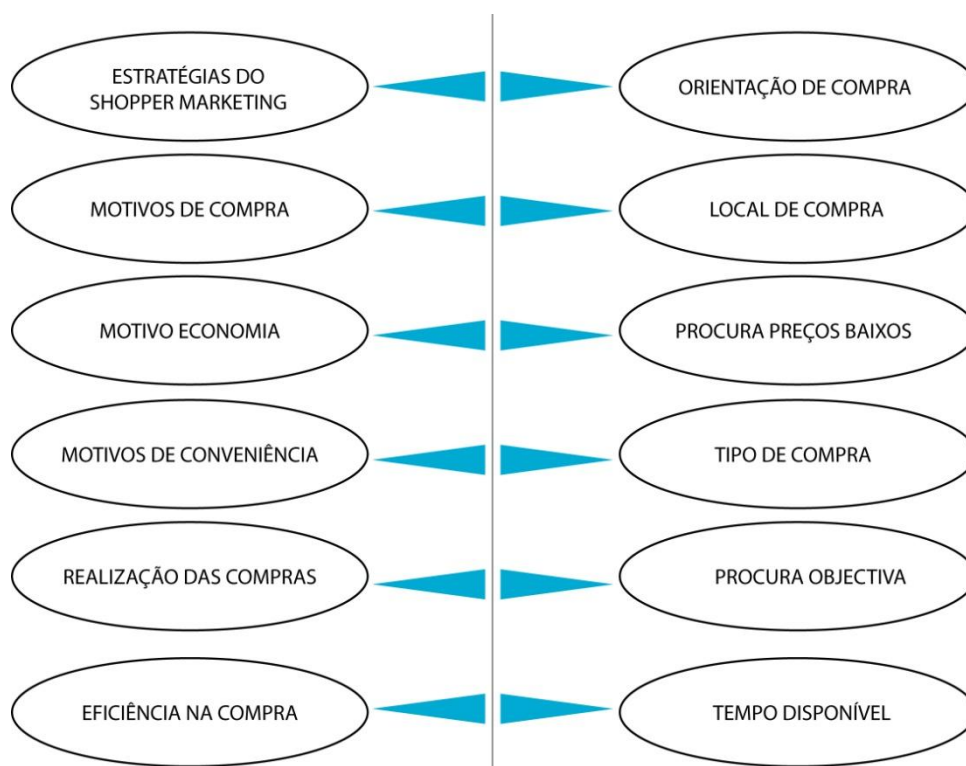 ESTRATÉGIAS DO
SHOPPER MARKETING
ORIENTAÇÃO DE COMPRA
MOTIVOS DE COMPRA
LOCAL DE COMPRA
MOTIVO ECONOMIA
PROCURA PREÇOS BAIXOS
MOTIVOS DE CONVENIÊNCIA
TIPO DE COMPRA
REALIZAÇÃO DAS COMPRAS
PROCURA OBJECTIVA
EFICIÊNCIA NA COMPRA
TEMPO DISPONÍVEL